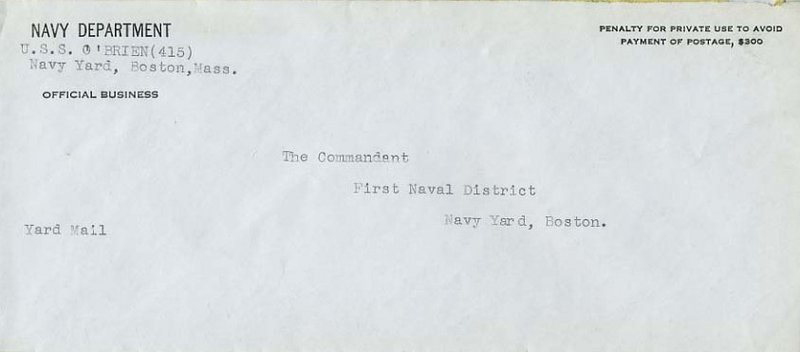 NAVY DEPARTMENT
U.S.S. O'BRIEN(415)
Navy Yard, Boston,Mass.
OFFICIAL BUSINESS
PENALTY FOR PRIVATE USE TO AVOID
PAYMENT OF POSTAGE, $300
The Commandant
First Naval District
Navy Yard, Boston.
Yard Mail